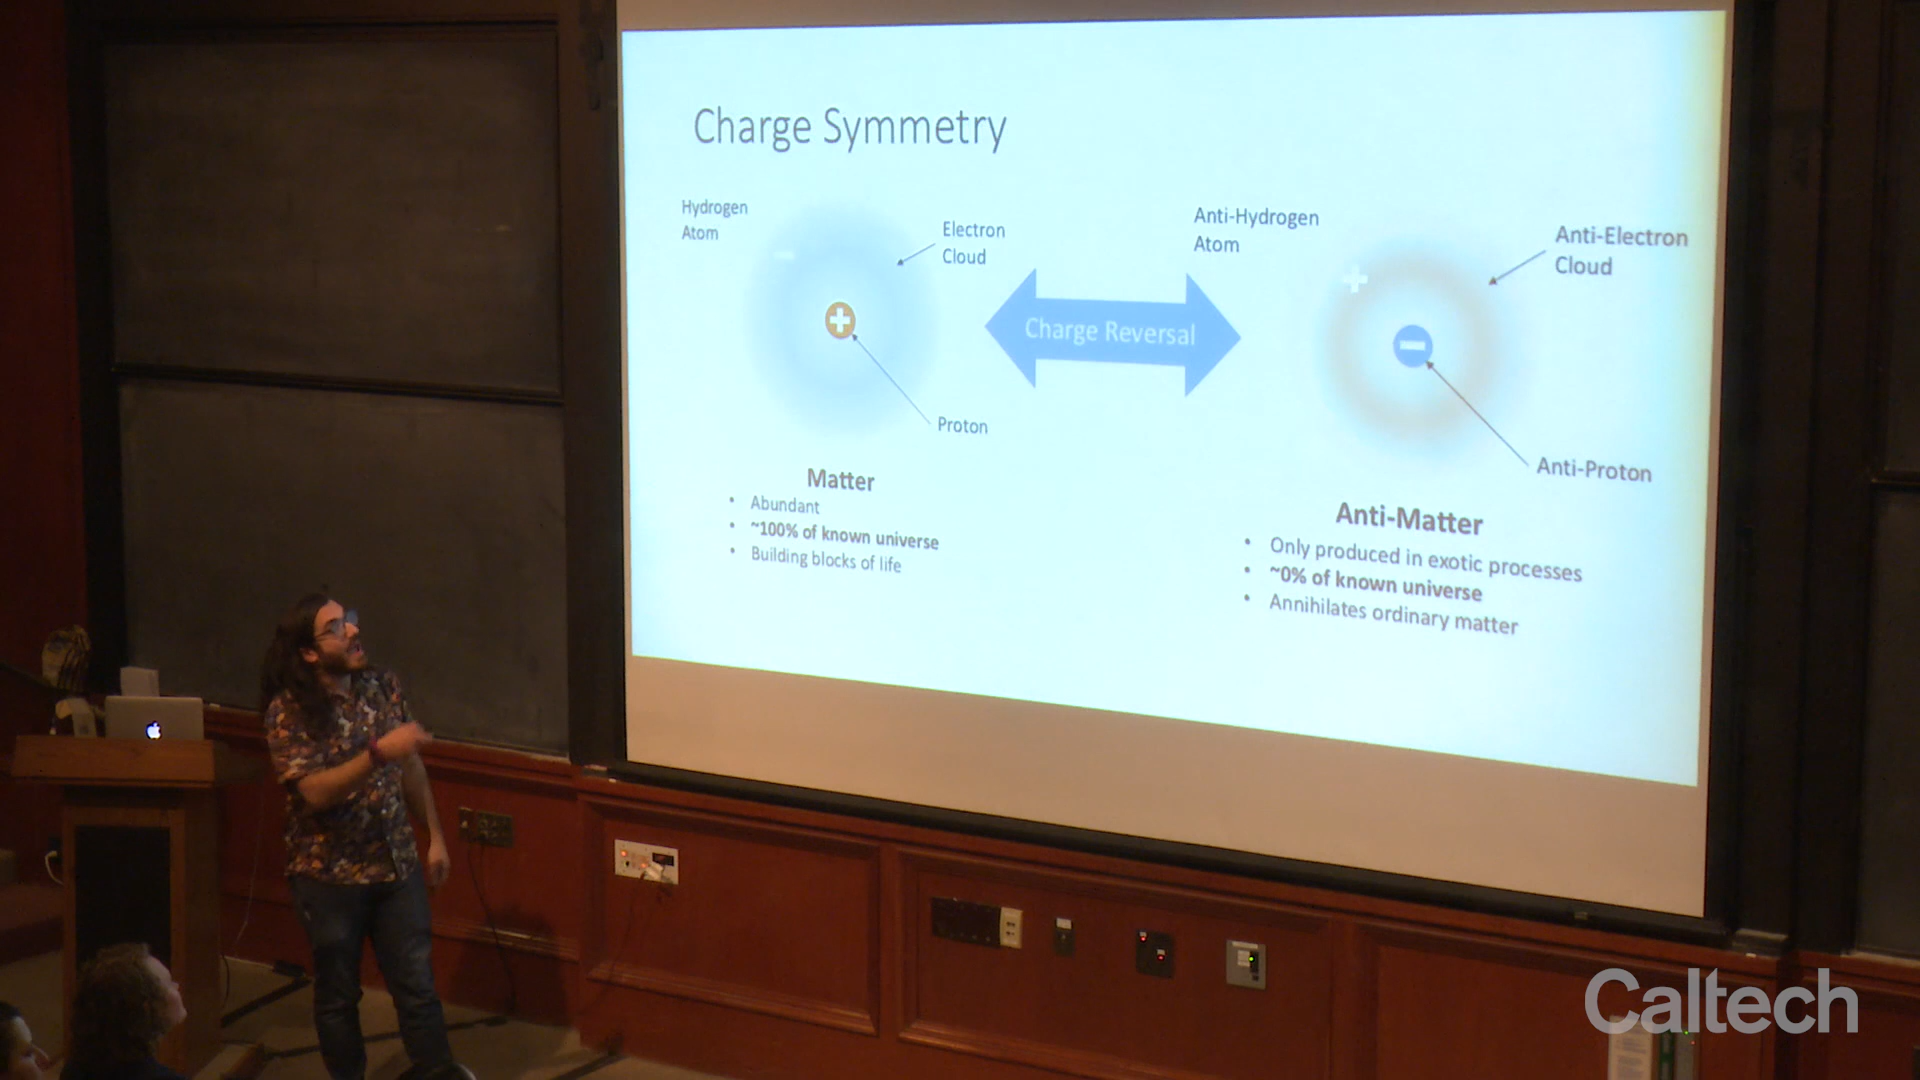 Charge Symmetry
Hydrogen
Atom
Electron
Cloud
Proton
Charge Reversal
Anti-Hydrogen
Atom
Anti-Electron
Cloud
Anti-Proton
Matter
• Abundant
• ~100% of known universe
• Building blocks of life
Anti-Matter
• Only produced in exotic processes
• ~0% of known universe
• Annihilates ordinary matter
Caltech